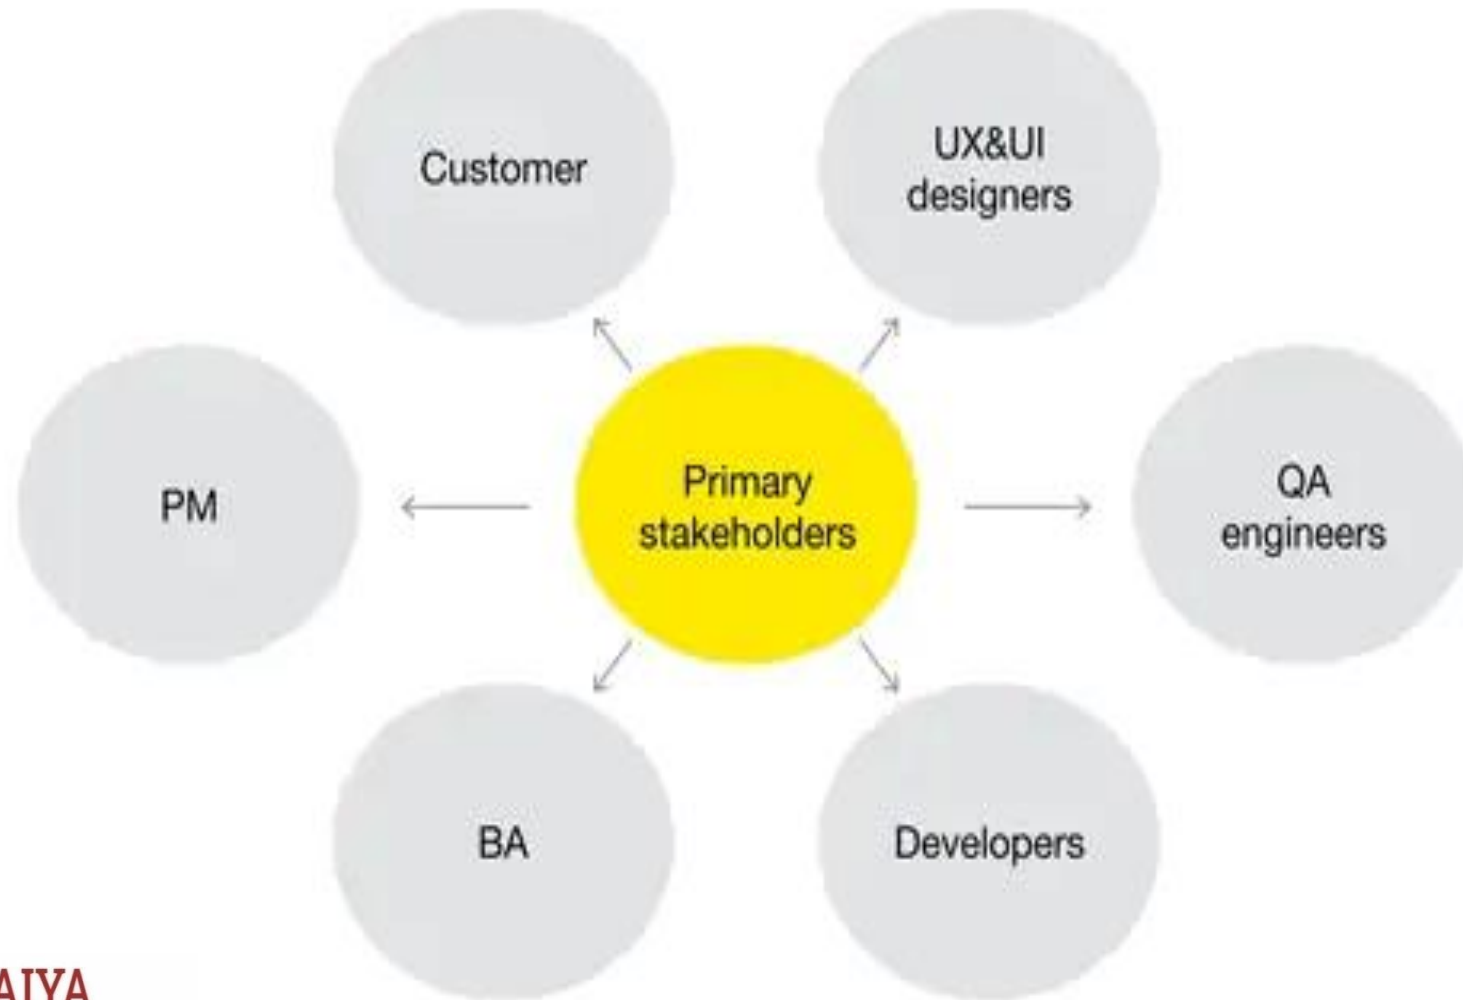 Customer
UX&UI
designers
PM
Primary
stakeholders
QA
engineers
BA
Developers
AIYA